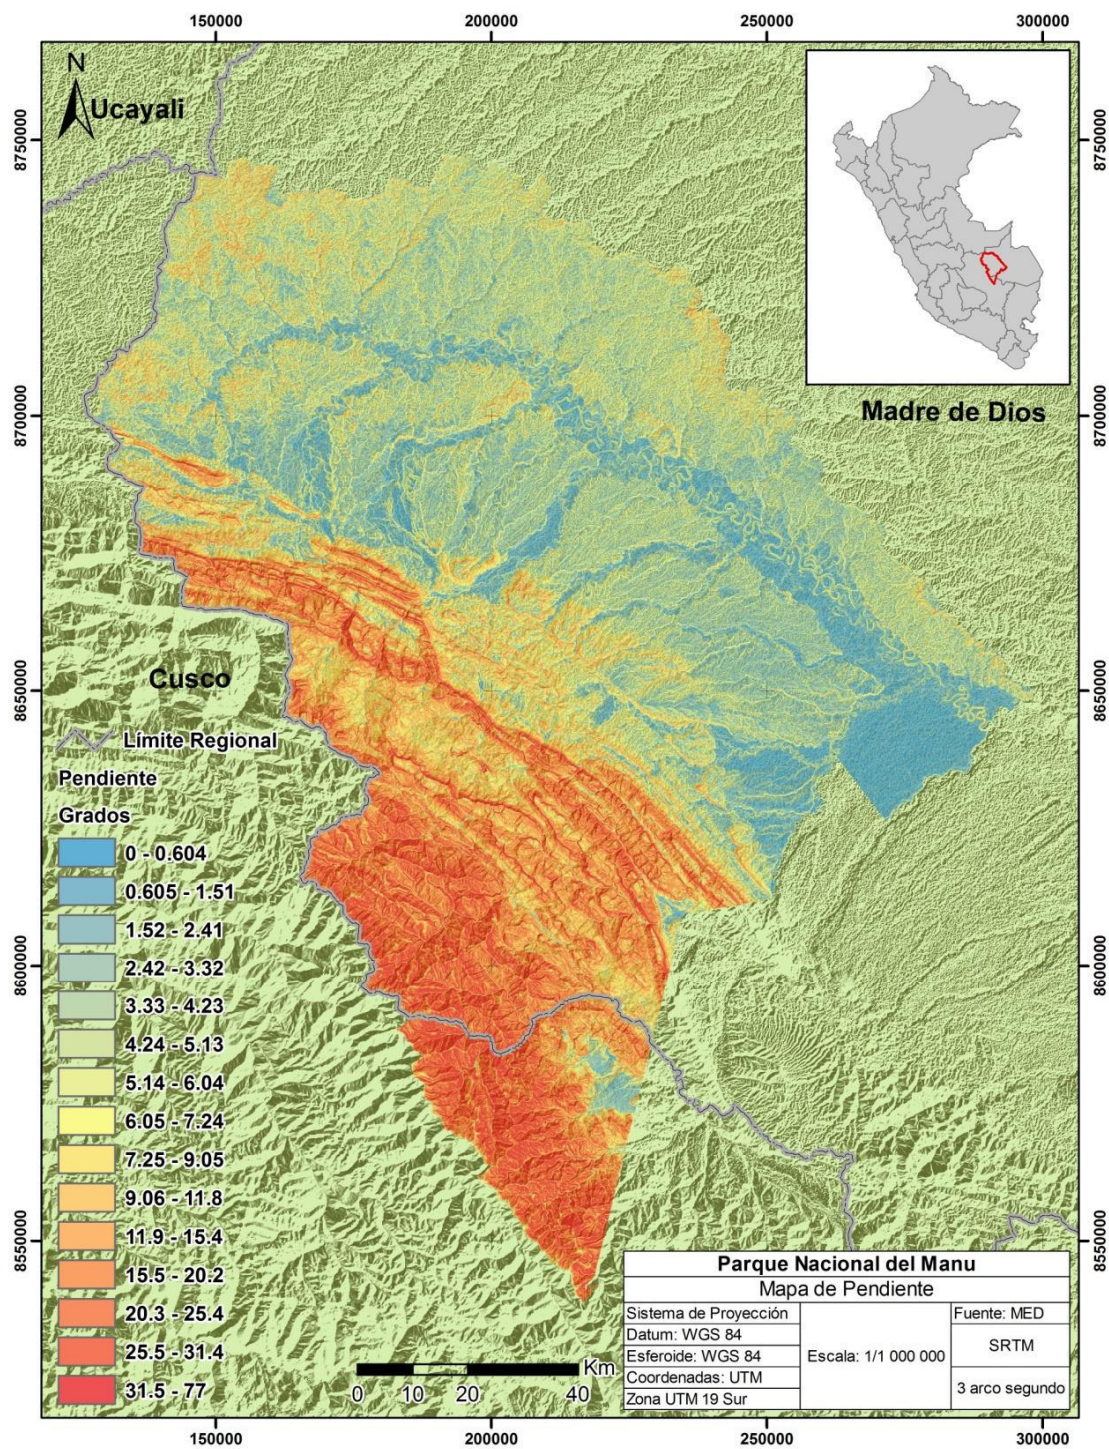 150000
200000
250000
300000
N
Ucayali
8750000
8750000
Madre de Dios
8700000
8700000
Cusco
8650000
8650000
Límite Regional
Pendiente
Grados
0 - 0.604
0.605 - 1.51
1.52 - 2.41
2.42 - 3.32
3.33 - 4.23
4.24 - 5.13
5.14 - 6.04
6.05 - 7.24
7.25 - 9.05
9.06 - 11.8
11.9 - 15.4
15.5 - 20.2
20.3 - 25.4
25.5 - 31.4
31.5 - 77
8600000
8600000
8550000
8550000
Km
0 10 20 40
Parque Nacional del Manu
Mapa de Pendiente
Sistema de Proyección
Datum: WGS 84
Esferoide: WGS 84
Coordenadas: UTM
Zona UTM 19 Sur
Escala: 1/1 000 000
Fuente: MED
SRTM
3 arco segundo
150000
200000
250000
300000